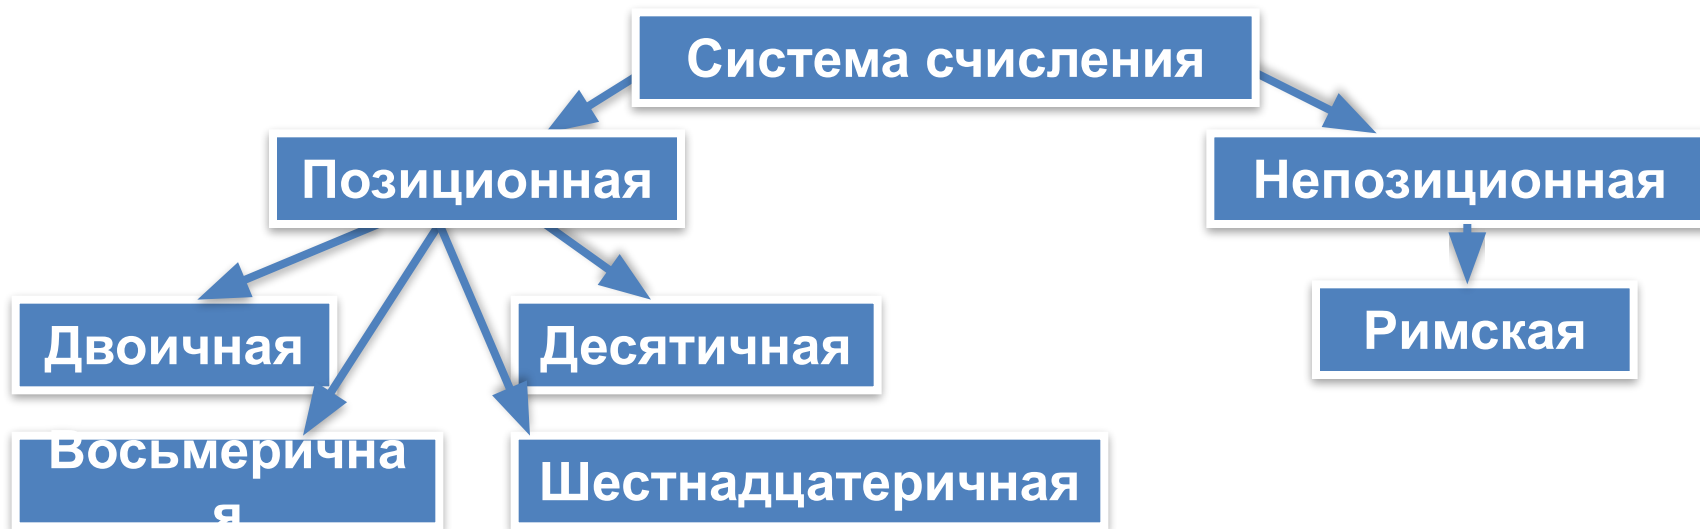 Система счисления
Позиционная
Непозиционная
Двоичная
Десятичная
Римская
Восьмерична
я
Шестнадцатеричная